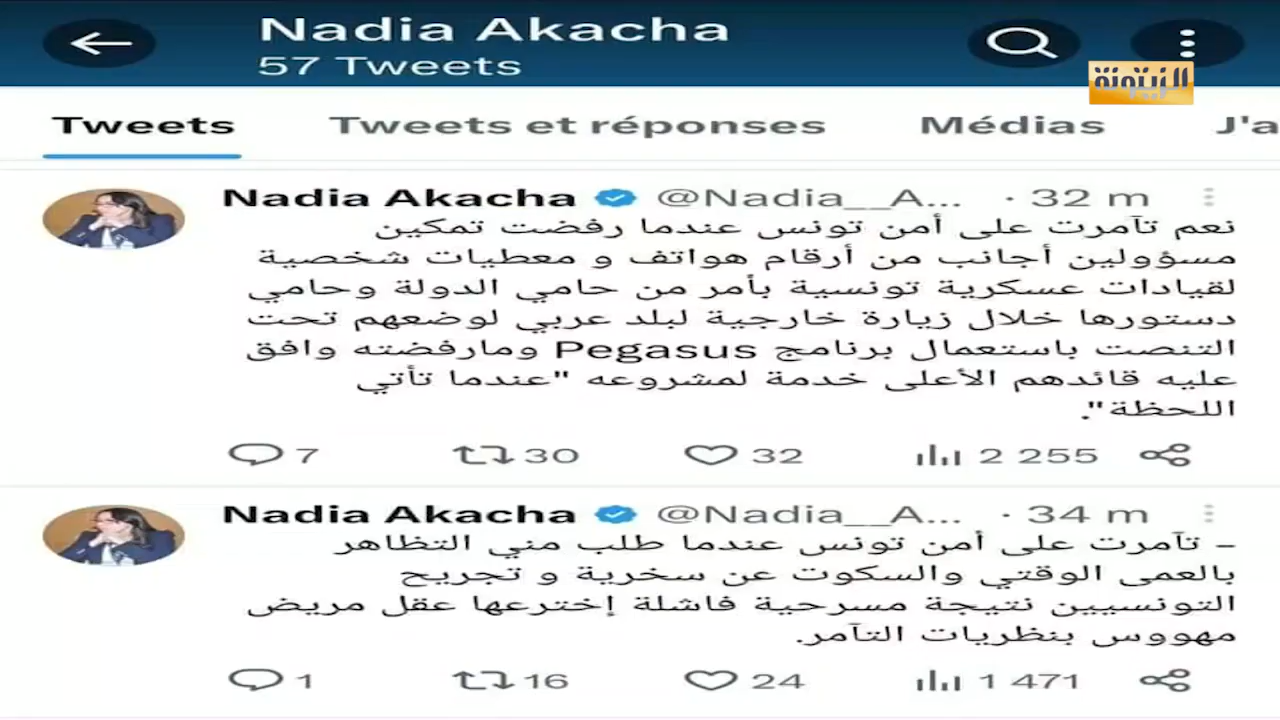 Nadia Akacha
57 Tweets
الزيتونة
Tweets Tweets et réponses Médias J'a
Nadia Akacha @Nadia__A... · 32 m
نعم تآمرت على أمن تونس عندما رفضت تمكين
مسؤولين أجانب من أرقام هواتف و معطيات شخصية
لقيادات عسكرية تونسية بأمر من حامي الدولة وحامي
دستورها خلال زيارة خارجية لبلد عربي لوضعهم تحت
التنصت باستعمال برنامج Pegasus ومارفضته وافق
عليه قائدهم الأعلى خدمة لمشروعه "عندما تأتي
اللحظة".
7 30 32 2 255
Nadia Akacha @Nadia__A... · 34 m
- تآمرت على أمن تونس عندما طلب مني التظاهر
بالعمى الوقتي والسكوت عن سخرية و تجريح
التونسيين نتيجة مسرحية فاشلة إخترعها عقل مريض
مهووس بنظريات التآمر.
1 16 24 1 471